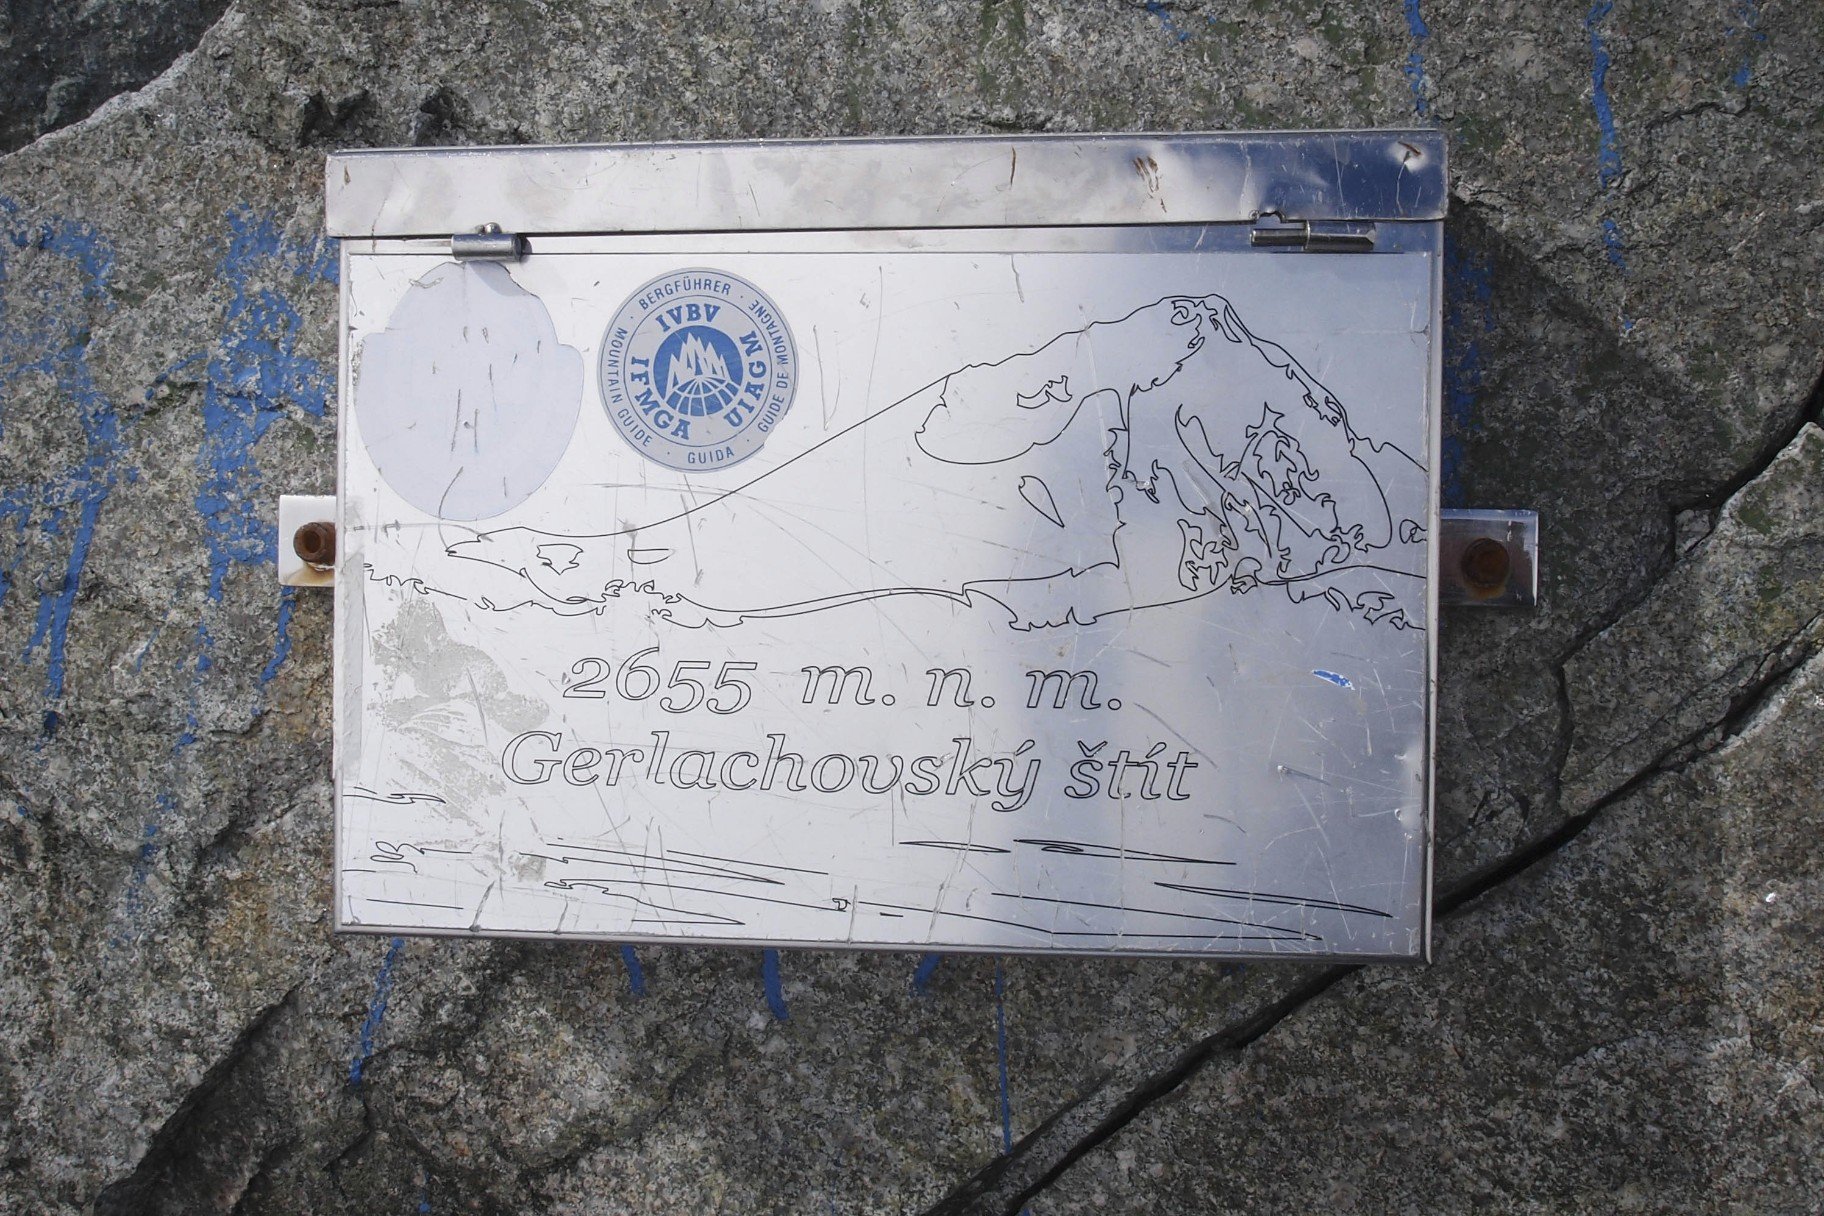 BERGFÜHRER · GUIDE DE MONTAGNE · GUIDA · MOUNTAIN GUIDE ·
IVBV UIAGM IFMGA
2655 m. n. m.
Gerlachovský štít